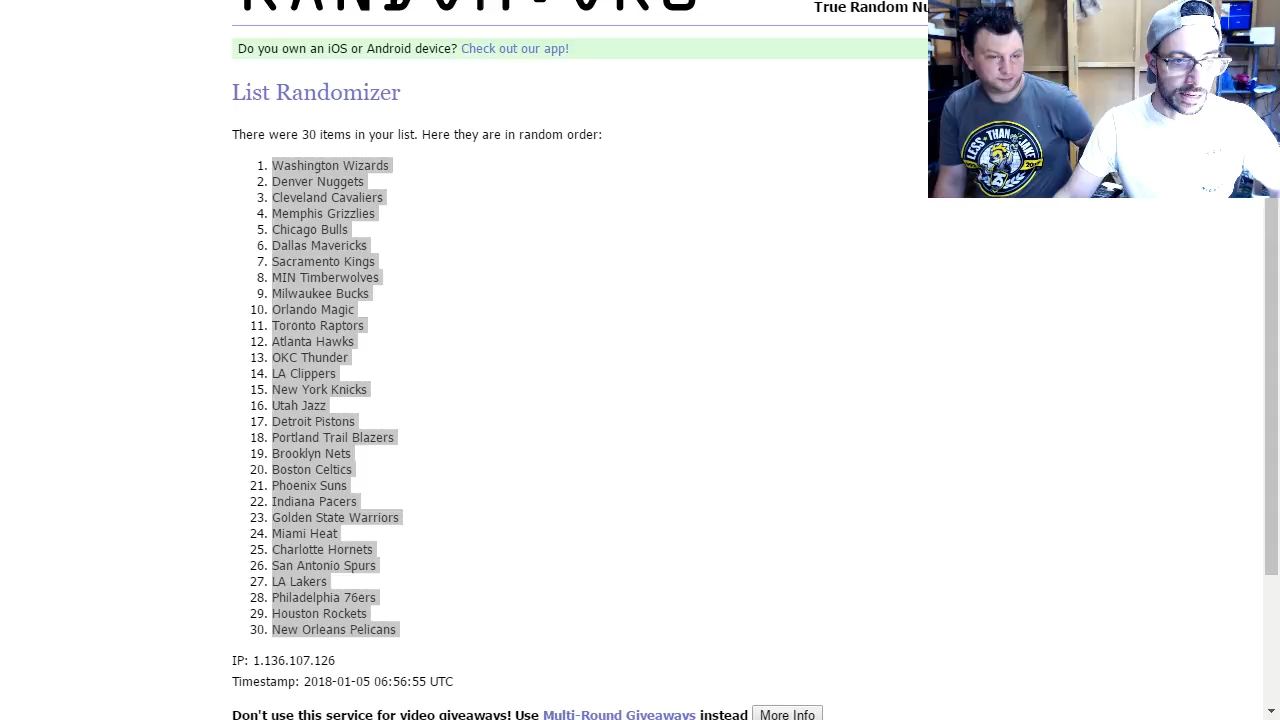 RANDOM.ORG
True Random Nu
Do you own an iOS or Android device? Check out our app!
List Randomizer
There were 30 items in your list. Here they are in random order:
1. Washington Wizards
2. Denver Nuggets
3. Cleveland Cavaliers
4. Memphis Grizzlies
5. Chicago Bulls
6. Dallas Mavericks
7. Sacramento Kings
8. MIN Timberwolves
9. Milwaukee Bucks
10. Orlando Magic
11. Toronto Raptors
12. Atlanta Hawks
13. OKC Thunder
14. LA Clippers
15. New York Knicks
16. Utah Jazz
17. Detroit Pistons
18. Portland Trail Blazers
19. Brooklyn Nets
20. Boston Celtics
21. Phoenix Suns
22. Indiana Pacers
23. Golden State Warriors
24. Miami Heat
25. Charlotte Hornets
26. San Antonio Spurs
27. LA Lakers
28. Philadelphia 76ers
29. Houston Rockets
30. New Orleans Pelicans
IP: 1.136.107.126
Timestamp: 2018-01-05 06:56:55 UTC
Don't use this service for video giveaways! Use Multi-Round Giveaways instead More Info
LESS THAN JAKE
25